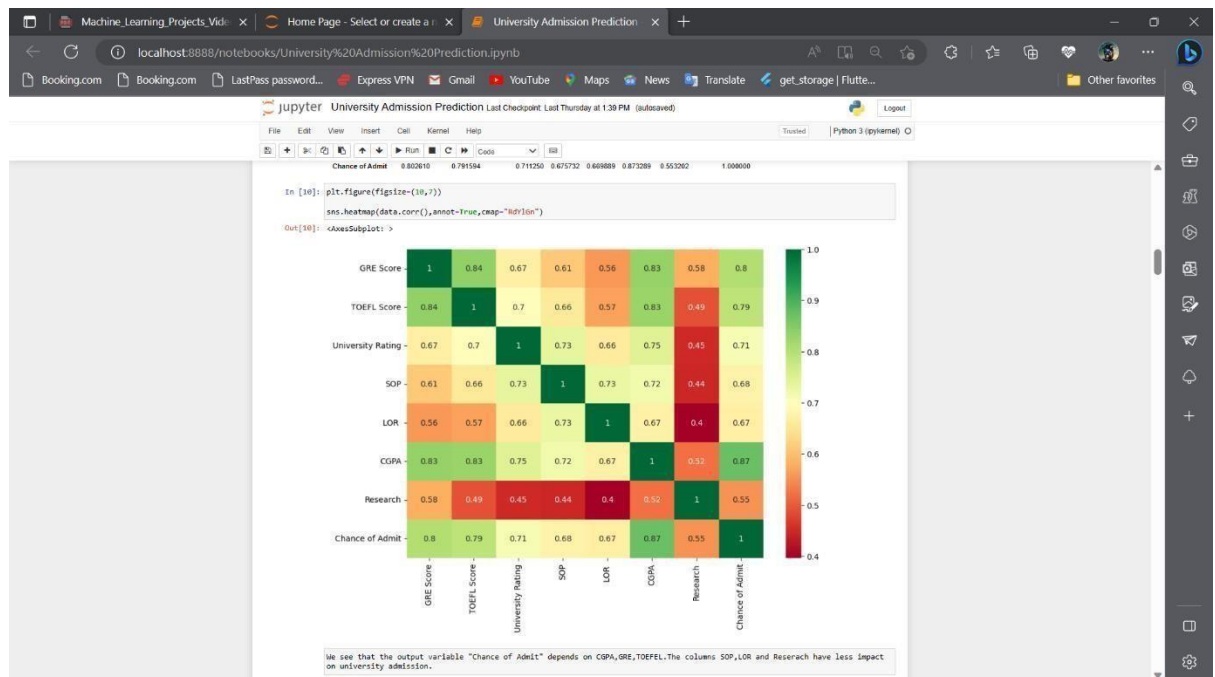 Machine_Learning_Projects_Vide
Home Page - Select or create a n
University Admission Prediction
localhost:8888/notebooks/University%20Admission%20Prediction.ipynb
Booking.com Booking.com LastPass password... Express VPN Gmail YouTube Maps News Translate get_storage | Flutte... Other favorites
jupyter University Admission Prediction Last Checkpoint: Last Thursday at 1:39 PM (autosaved) Logout
File Edit View Insert Cell Kernel Help Trusted Python 3 (ipykernel)
Run C Code
Chance of Admit 0.802610 0.791594 0.711250 0.675732 0.669889 0.873289 0.553202 1.000000
In [10]: plt.figure(figsize=(10,7))
sns.heatmap(data.corr(),annot=True,cmap="RdYlGn")
Out[10]: <AxesSubplot: >
GRE Score 1 0.84 0.67 0.61 0.56 0.83 0.58 0.8
TOEFL Score 0.84 1 0.7 0.66 0.57 0.83 0.49 0.79
University Rating 0.67 0.7 1 0.73 0.66 0.75 0.45 0.71
SOP 0.61 0.66 0.73 1 0.73 0.72 0.44 0.68
LOR 0.56 0.57 0.66 0.73 1 0.67 0.4 0.67
CGPA 0.83 0.83 0.75 0.72 0.67 1 0.52 0.87
Research 0.58 0.49 0.45 0.44 0.4 0.52 1 0.55
Chance of Admit 0.8 0.79 0.71 0.68 0.67 0.87 0.55 1
GRE Score
TOEFL Score
University Rating
SOP
LOR
CGPA
Research
Chance of Admit
1.0
0.9
0.8
0.7
0.6
0.5
0.4
We see that the output variable "Chance of Admit" depends on CGPA,GRE,TOEFEL.The columns SOP,LOR and Reserach have less impact
on university admission.